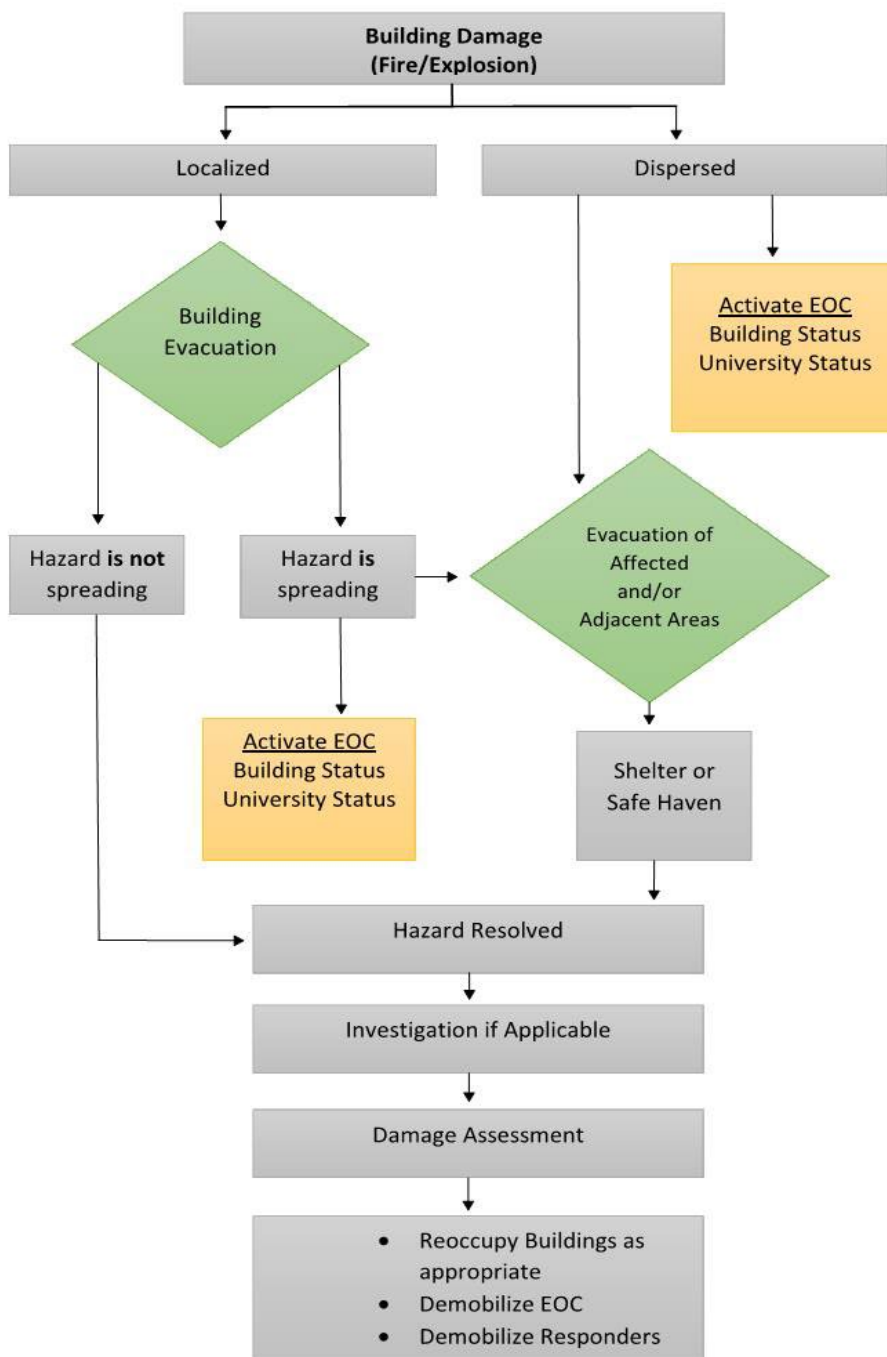 Building Damage
(Fire/Explosion)
Localized
Dispersed
Building
Evacuation
Activate EOC
Building Status
University Status
Hazard is not
spreading
Hazard is
spreading
Evacuation of
Affected
and/or
Adjacent Areas
Activate EOC
Building Status
University Status
Shelter or
Safe Haven
Hazard Resolved
Investigation if Applicable
Damage Assessment
• Reoccupy Buildings as
appropriate
• Demobilize EOC
• Demobilize Responders